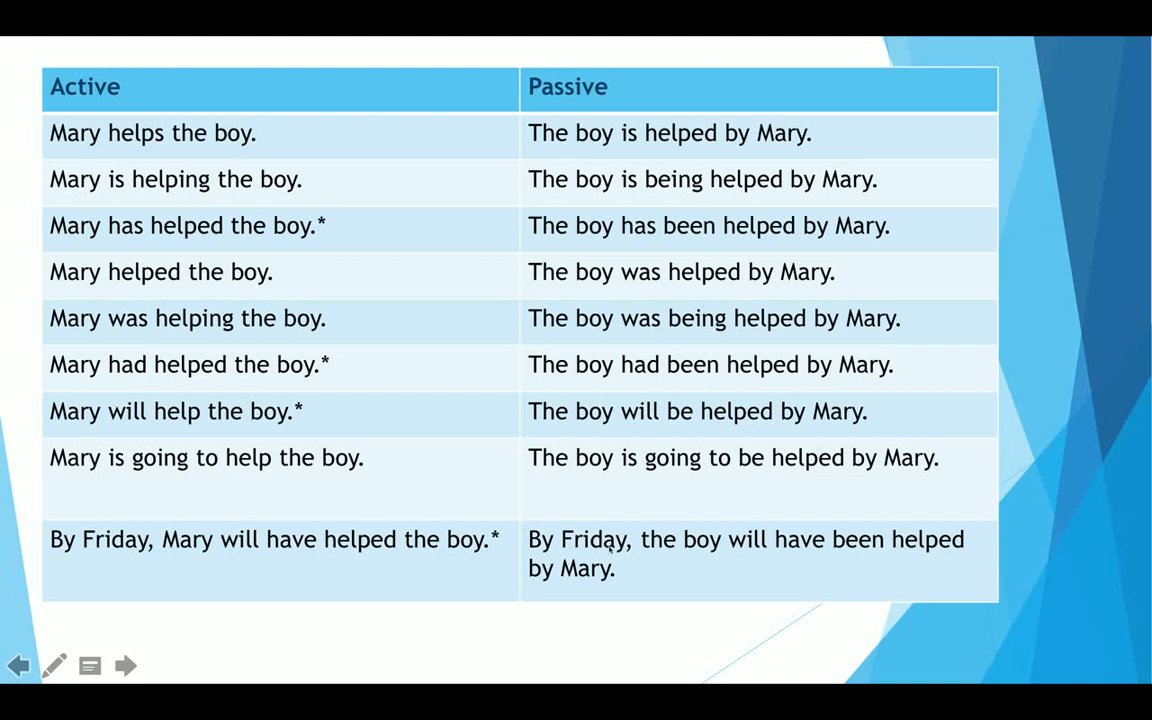 Active Passive
Mary helps the boy. The boy is helped by Mary.
Mary is helping the boy. The boy is being helped by Mary.
Mary has helped the boy.* The boy has been helped by Mary.
Mary helped the boy. The boy was helped by Mary.
Mary was helping the boy. The boy was being helped by Mary.
Mary had helped the boy.* The boy had been helped by Mary.
Mary will help the boy.* The boy will be helped by Mary.
Mary is going to help the boy. The boy is going to be helped by Mary.
By Friday, Mary will have helped the boy.* By Friday, the boy will have been helped
by Mary.